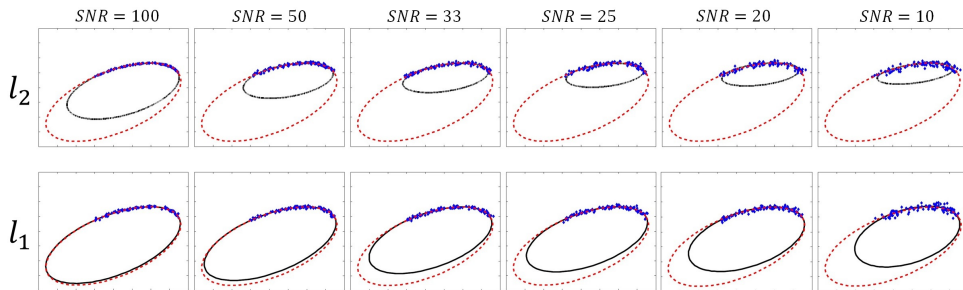 SNR = 100 SNR = 50 SNR = 33 SNR = 25 SNR = 20 SNR = 10
l₂
l₁